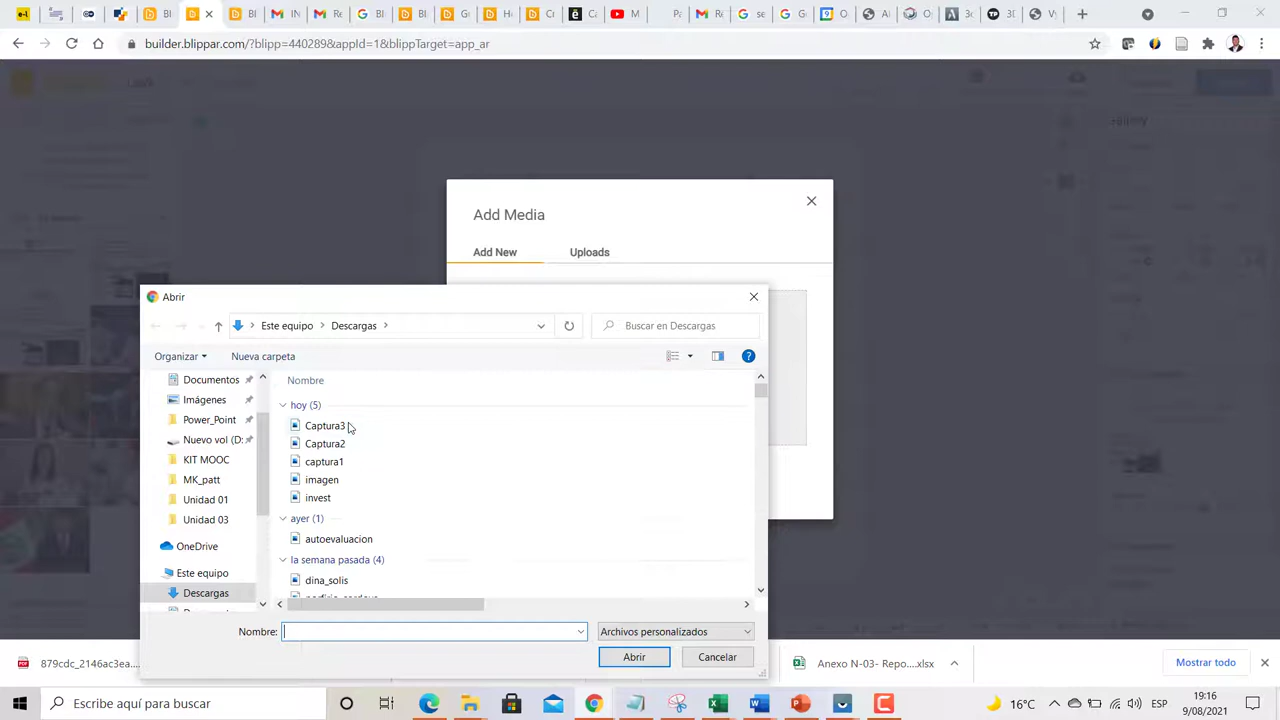 builder.blippar.com/?blipp=440289&appId=1&blippTarget=app_ar
Add Media
Add New
Uploads
Abrir
Este equipo
Descargas
Buscar en Descargas
Organizar
Nueva carpeta
Documentos
Imágenes
Power_Point
Nuevo vol (D:
KIT MOOC
MK_patt
Unidad 01
Unidad 03
OneDrive
Este equipo
Descargas
Nombre
hoy (5)
Captura3
Captura2
captura1
imagen
invest
ayer (1)
autoevaluacion
la semana pasada (4)
dina_solis
Nombre:
Archivos personalizados
Abrir
Cancelar
879cdc_2146ac3ea....
Anexo N-03- Repo....xlsx
Mostrar todo
Escribe aquí para buscar
16°C
ESP
19:16
9/08/2021